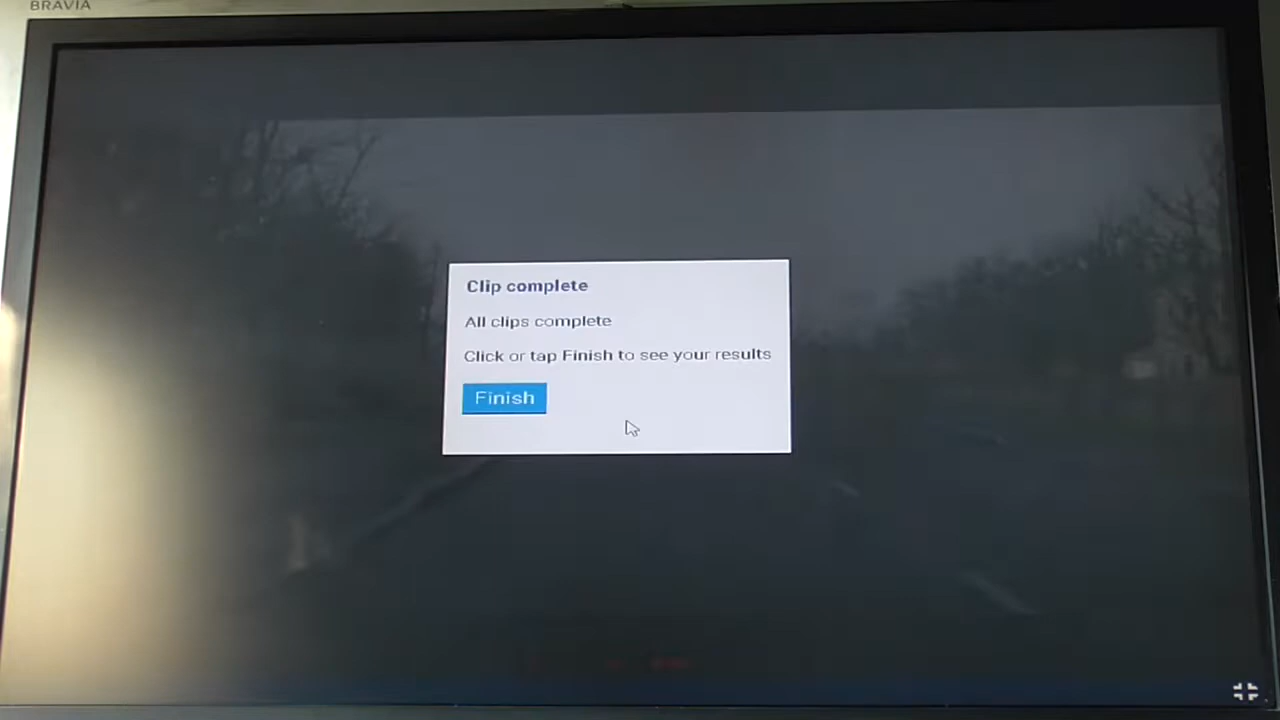 BRAVIA
Clip complete
All clips complete
Click or tap Finish to see your results
Finish